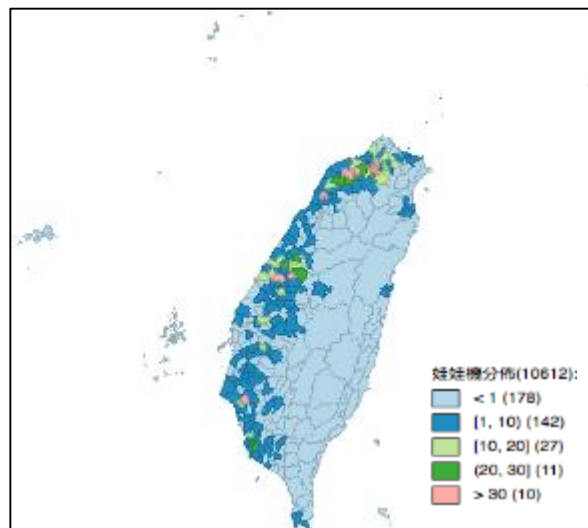 娃娃機分佈(10612):
< 1 (178)
[1, 10) (142)
[10, 20] (27)
(20, 30] (11)
> 30 (10)